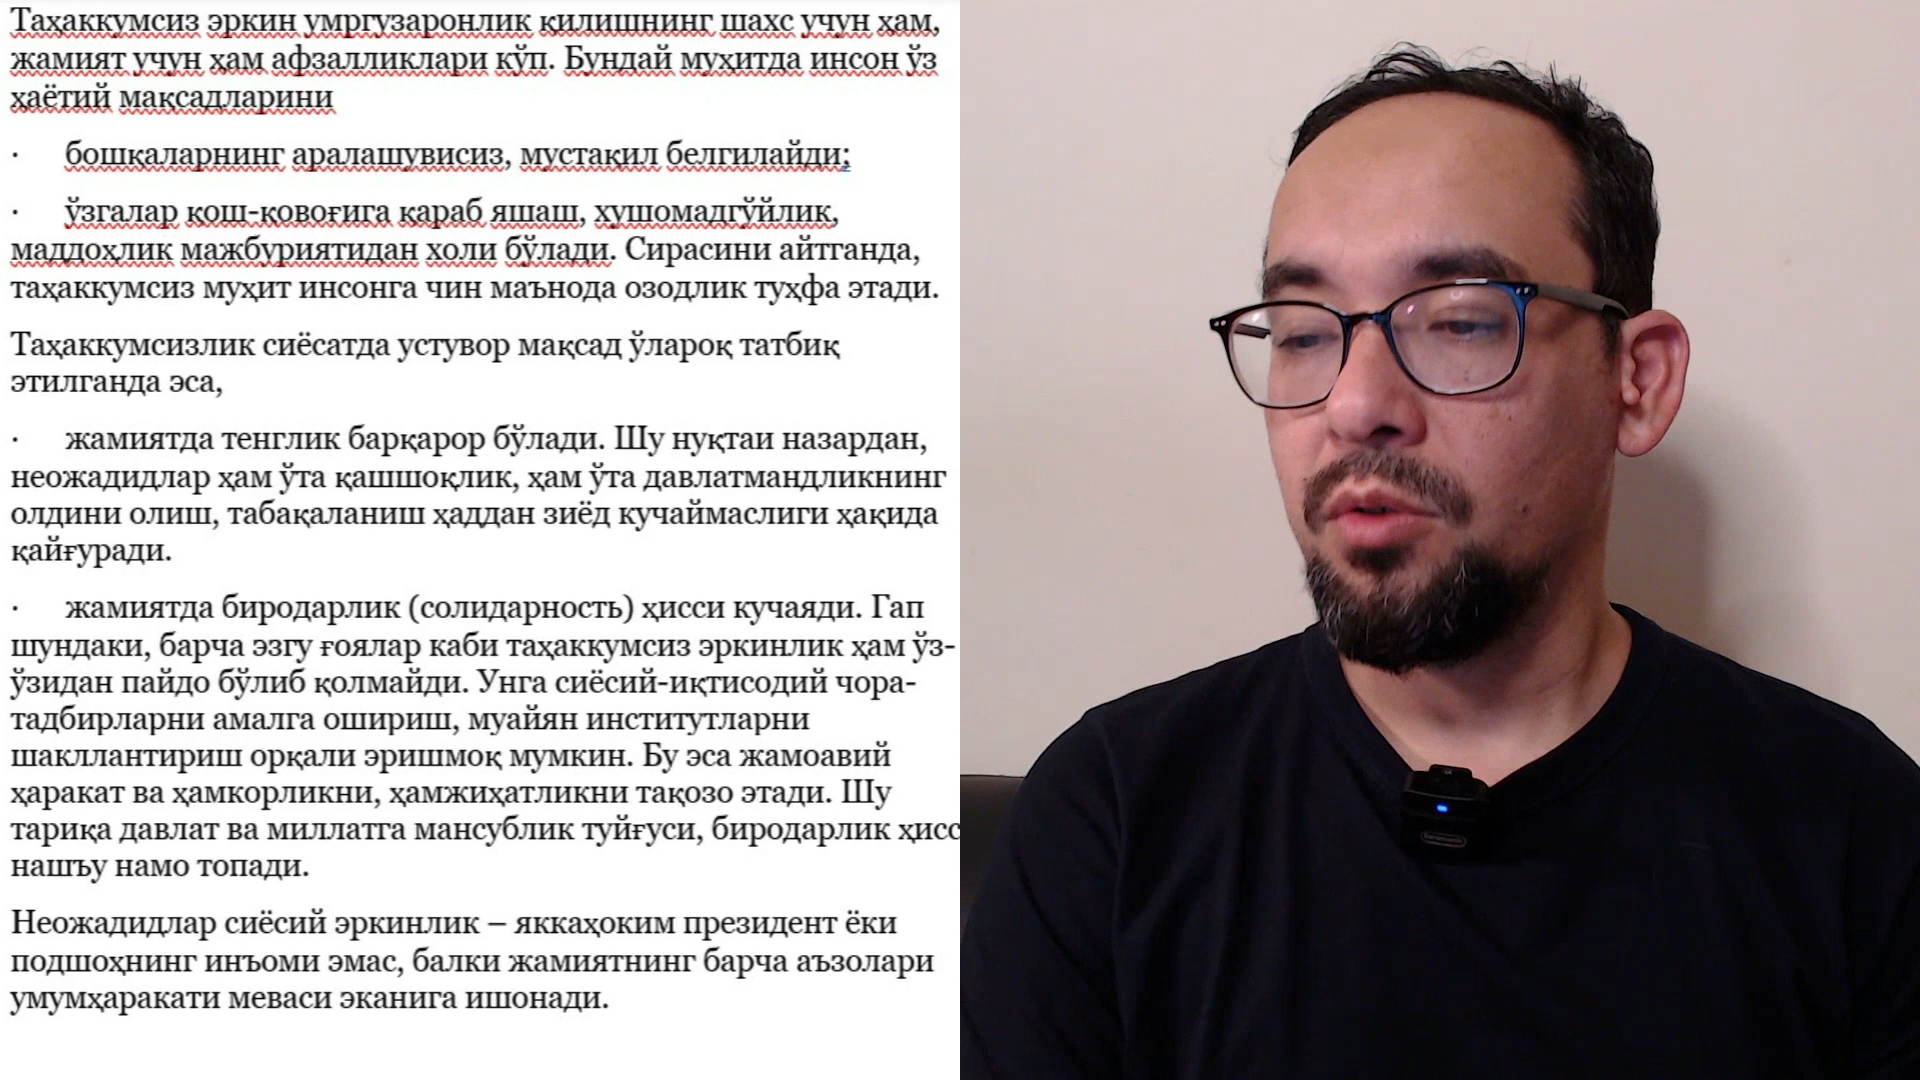 Таҳаккумсиз эркин умргузаронлик қилишнинг шахс учун ҳам,
жамият учун ҳам афзалликлари кўп. Бундай муҳитда инсон ўз
ҳаётий мақсадларини
· бошқаларнинг аралашувисиз, мустақил белгилайди;
· ўзгалар қош-қовоғига қараб яшаш, хушомадгўйлик,
маддоҳлик мажбуриятидан холи бўлади. Сирасини айтганда,
таҳаккумсиз муҳит инсонга чин маънода озодлик туҳфа этади.
Таҳаккумсизлик сиёсатда устувор мақсад ўлароқ татбиқ
этилганда эса,
· жамиятда тенглик барқарор бўлади. Шу нуқтаи назардан,
неожадидлар ҳам ўта қашшоқлик, ҳам ўта давлатмандликнинг
олдини олиш, табақаланиш ҳаддан зиёд кучаймаслиги ҳақида
қайғуради.
· жамиятда биродарлик (солидарность) ҳисси кучаяди. Гап
шундаки, барча эзгу ғоялар каби таҳаккумсиз эркинлик ҳам ўз-
ўзидан пайдо бўлиб қолмайди. Унга сиёсий-иқтисодий чора-
тадбирларни амалга ошириш, муайян институтларни
шакллантириш орқали эришмоқ мумкин. Бу эса жамоавий
ҳаракат ва ҳамкорликни, ҳамжиҳатликни тақозо этади. Шу
тариқа давлат ва миллатга мансублик туйғуси, биродарлик ҳисс
нашъу намо топади.
Неожадидлар сиёсий эркинлик – яккаҳоким президент ёки
подшоҳнинг инъоми эмас, балки жамиятнинг барча аъзолари
умумҳаракати меваси эканига ишонади.